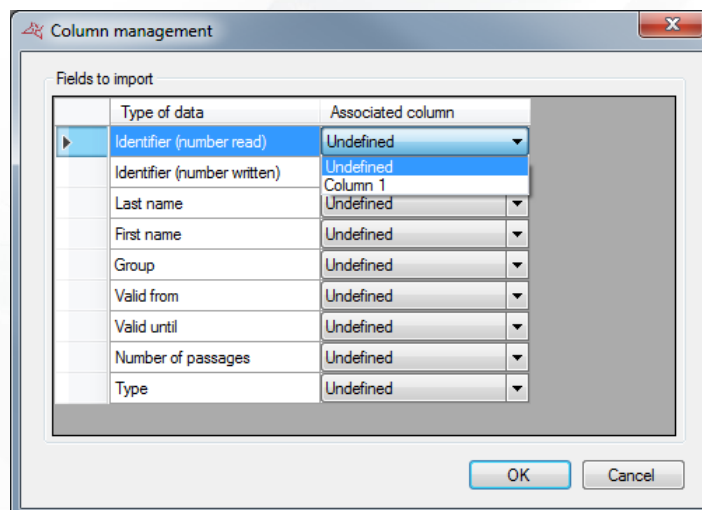 Column management
Fields to import
Type of data Associated column
Identifier (number read) Undefined
Undefined
Identifier (number written)
Column 1
Last name Undefined
First name Undefined
Group Undefined
Valid from Undefined
Valid until Undefined
Number of passages Undefined
Type Undefined
OK Cancel